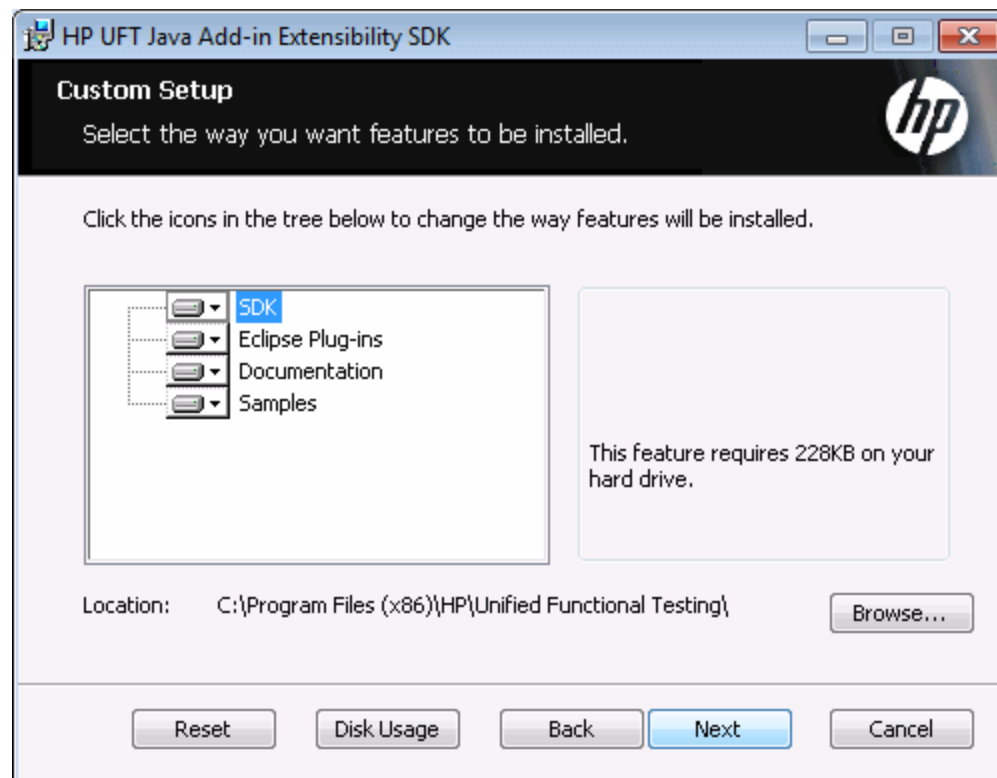 HP UFT Java Add-in Extensibility SDK
Custom Setup
Select the way you want features to be installed.
hp
Click the icons in the tree below to change the way features will be installed.
SDK
Eclipse Plug-ins
Documentation
Samples
This feature requires 228KB on your
hard drive.
Location: C:\Program Files (x86)\HP\Unified Functional Testing\
Browse...
Reset Disk Usage Back Next Cancel